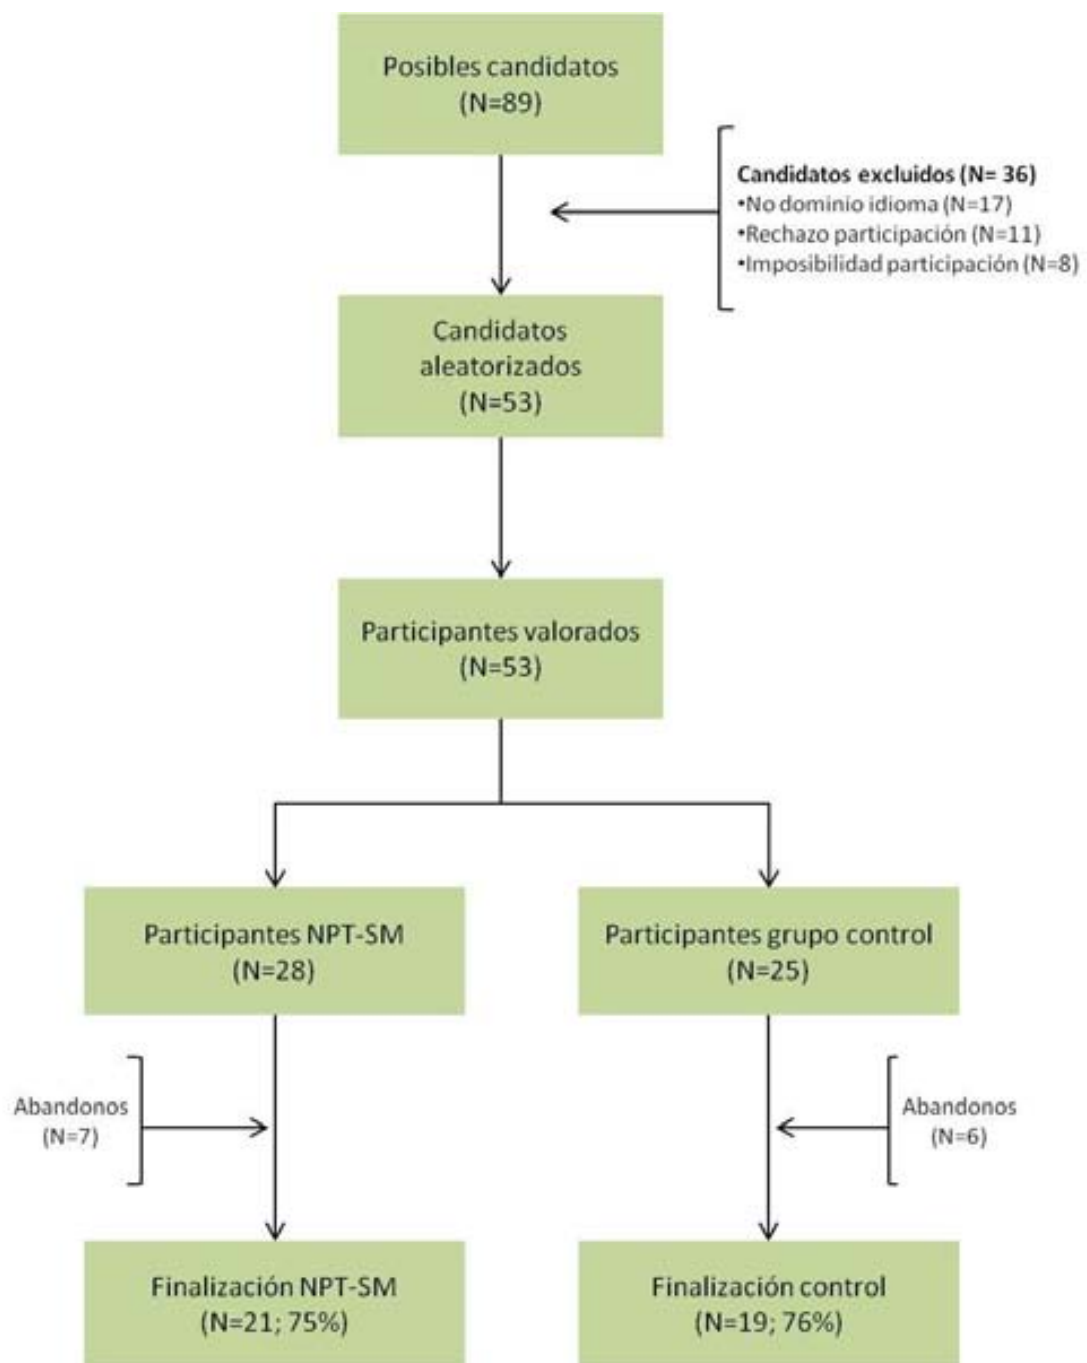 Posibles candidatos
(N=89)
Candidatos excluidos (N= 36)
•No dominio idioma (N=17)
•Rechazo participación (N=11)
•Imposibilidad participación (N=8)
Candidatos
aleatorizados
(N=53)
Participantes valorados
(N=53)
Participantes NPT-SM
(N=28)
Participantes grupo control
(N=25)
Abandonos
(N=7)
Abandonos
(N=6)
Finalización NPT-SM
(N=21; 75%)
Finalización control
(N=19; 76%)